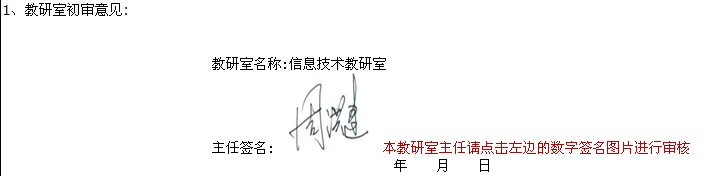 1、教研室初审意见:
教研室名称:信息技术教研室
主任签名: 本教研室主任请点击左边的数字签名图片进行审核
年 月 日